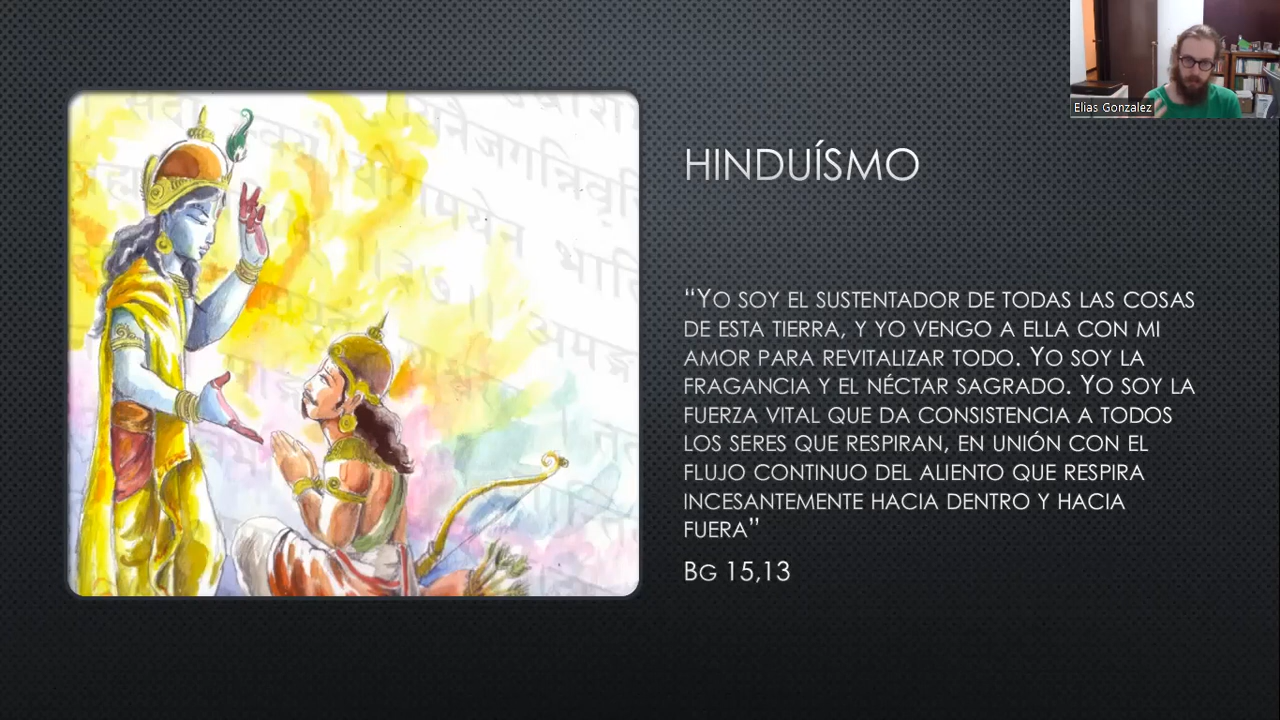 Elias Gonzalez
HINDUÍSMO
“Yo soy el sustentador de todas las cosas
de esta tierra, y yo vengo a ella con mi
amor para revitalizar todo. Yo soy la
fragancia y el néctar sagrado. Yo soy la
fuerza vital que da consistencia a todos
los seres que respiran, en unión con el
flujo continuo del aliento que respira
incesantemente hacia dentro y hacia
fuera”
Bg 15,13